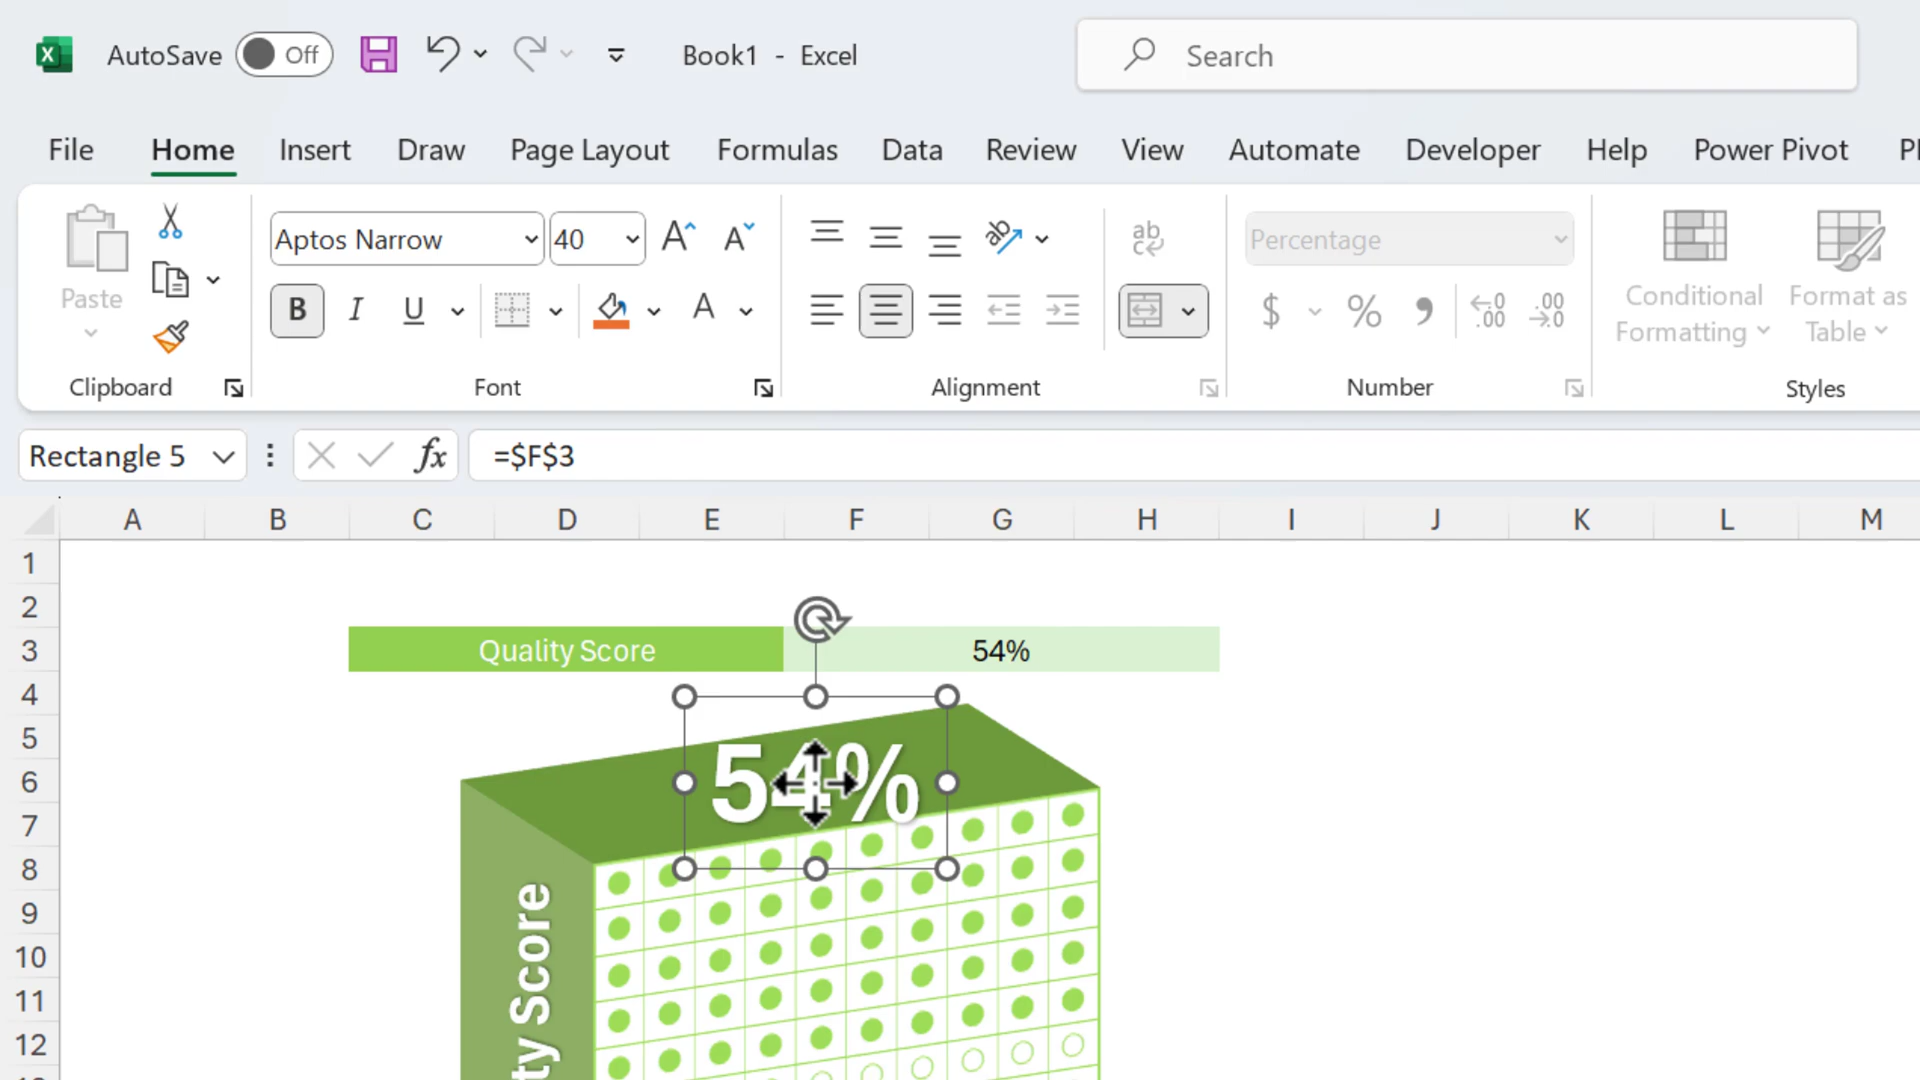 X AutoSave Off Book1 - Excel Search
File Home Insert Draw Page Layout Formulas Data Review View Automate Developer Help Power Pivot
Paste
Aptos Narrow 40
B I U A
ab
Percentage
$ % , .00 .00
Conditional Formatting
Format as Table
Clipboard Font Alignment Number Styles
Rectangle 5 fx =$F$3
A B C D E F G H I J K L M
1
2
3 Quality Score 54%
4
5
6 54%
7
8
9
10
11
12
ty Score